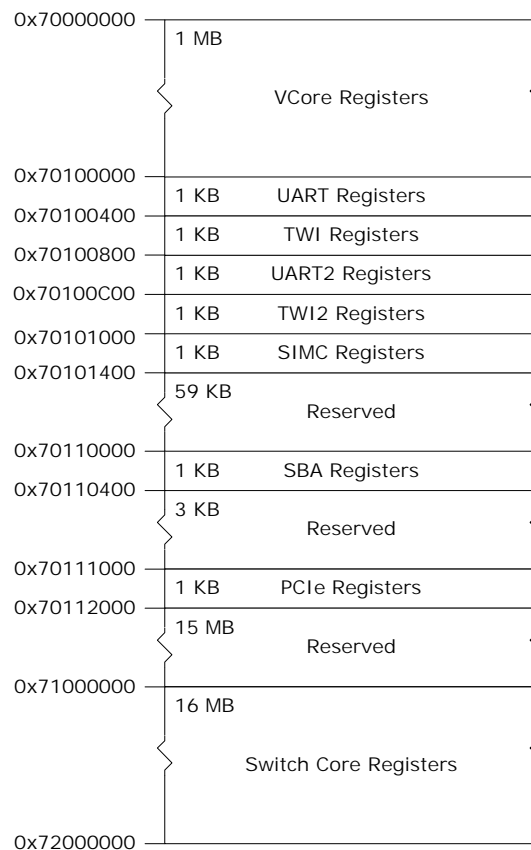 0x70000000
1 MB
VCore Registers
0x70100000
1 KB UART Registers
0x70100400
1 KB TWI Registers
0x70100800
1 KB UART2 Registers
0x70100C00
1 KB TWI2 Registers
0x70101000
1 KB SIMC Registers
0x70101400
59 KB
Reserved
0x70110000
1 KB SBA Registers
0x70110400
3 KB
Reserved
0x70111000
1 KB PCIe Registers
0x70112000
15 MB
Reserved
0x71000000
16 MB
Switch Core Registers
0x72000000